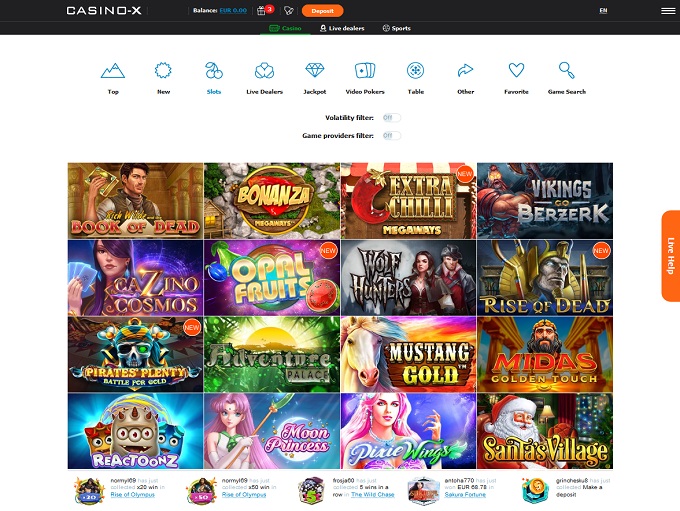 CASINO-X
Balance: EUR 0.00
3
Deposit
EN
Casino
Live dealers
Sports
Top
New
Slots
Live Dealers
Jackpot
Video Pokers
Table
Other
Favorite
Game Search
Volatility filter: Off
Game providers filter: Off
Rich Wilde and the
BOOK OF DEAD
BONANZA
MEGAWAYS
NEW
EXTRA
CHILLI
MEGAWAYS
VIKINGS
GO
BERZERK
CAZINO
COSMOS
NEW
OPAL
FRUITS
WOLF
HUNTERS
NEW
RISE OF DEAD
NEW
PIRATES' PLENTY
BATTLE FOR GOLD
Adventure
PALACE
MUSTANG
GOLD™
MIDAS
GOLDEN TOUCH
REACTOONZ
Moon
Princess
Pixie Wings
Santa's Village
Live Help
x20
normyl69 has just
collected x20 win in
Rise of Olympus
x50
normyl69 has just
collected x50 win in
Rise of Olympus
5
frosja60 has just
collected 5 wins in a
row in The Wild Chase
antoha770 has just
won EUR 68.78 in
Sakura Fortune
grinchesku8 has just
collected Make a
deposit